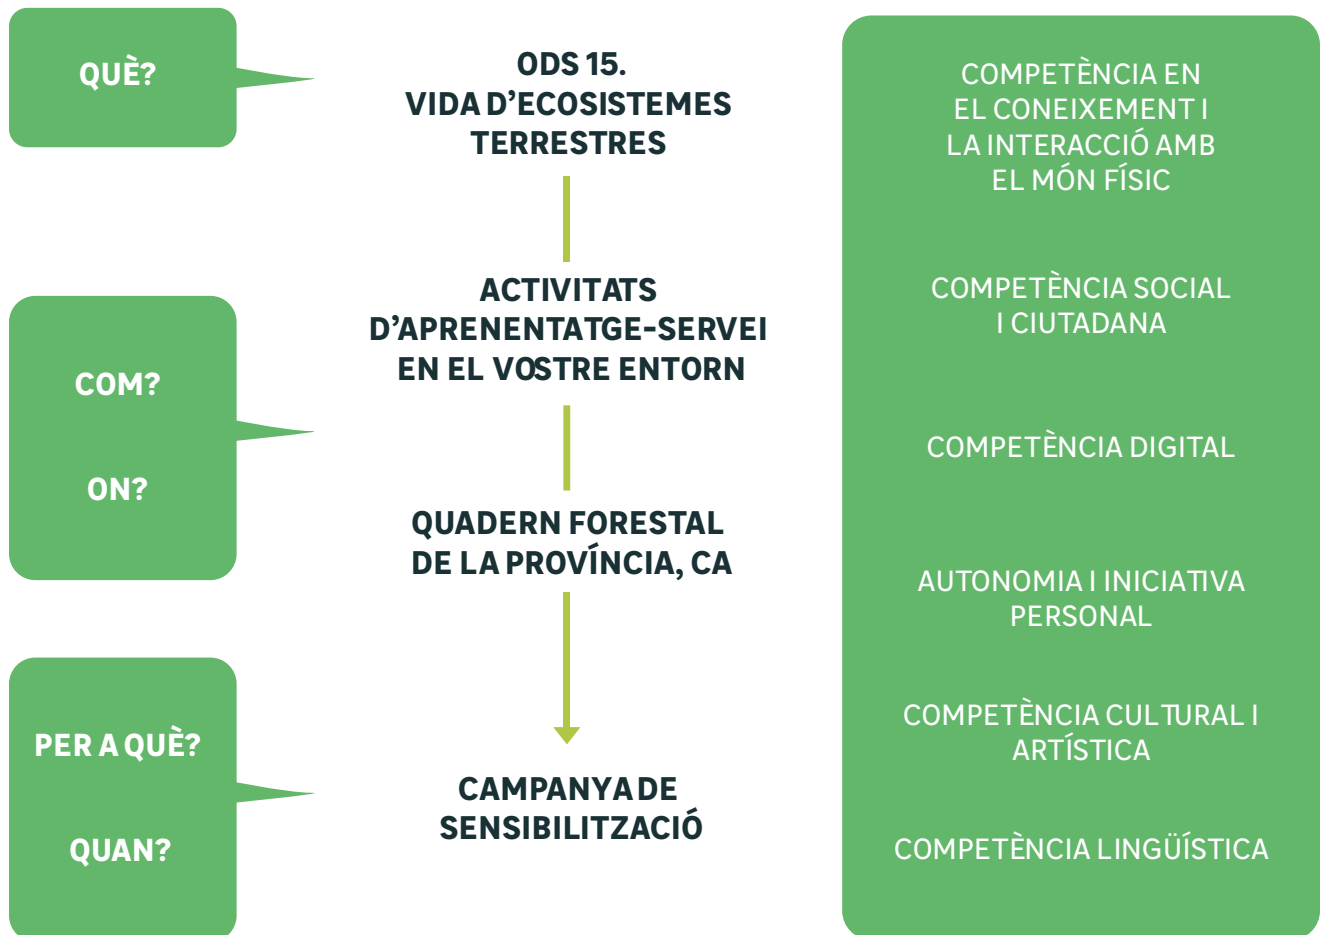 QUÈ?
ODS 15.
VIDA D’ECOSISTEMES
TERRESTRES
COM?
ON?
ACTIVITATS
D’APRENENTATGE-SERVEI
EN EL VOSTRE ENTORN
QUADERN FORESTAL
DE LA PROVÍNCIA, CA
PER A QUÈ?
QUAN?
CAMPANYA DE
SENSIBILITZACIÓ
COMPETÈNCIA EN
EL CONEIXEMENT I
LA INTERACCIÓ AMB
EL MÓN FÍSIC
COMPETÈNCIA SOCIAL
I CIUTADANA
COMPETÈNCIA DIGITAL
AUTONOMIA I INICIATIVA
PERSONAL
COMPETÈNCIA CULTURAL I
ARTÍSTICA
COMPETÈNCIA LINGÜÍSTICA